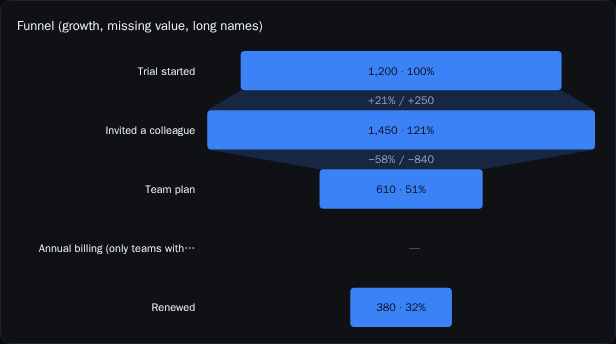 Funnel (growth, missing value, long names)
Trial started
1,200 · 100%
+21% / +250
Invited a colleague
1,450 · 121%
−58% / −840
Team plan
610 · 51%
Annual billing (only teams with⋯
—
Renewed
380 · 32%